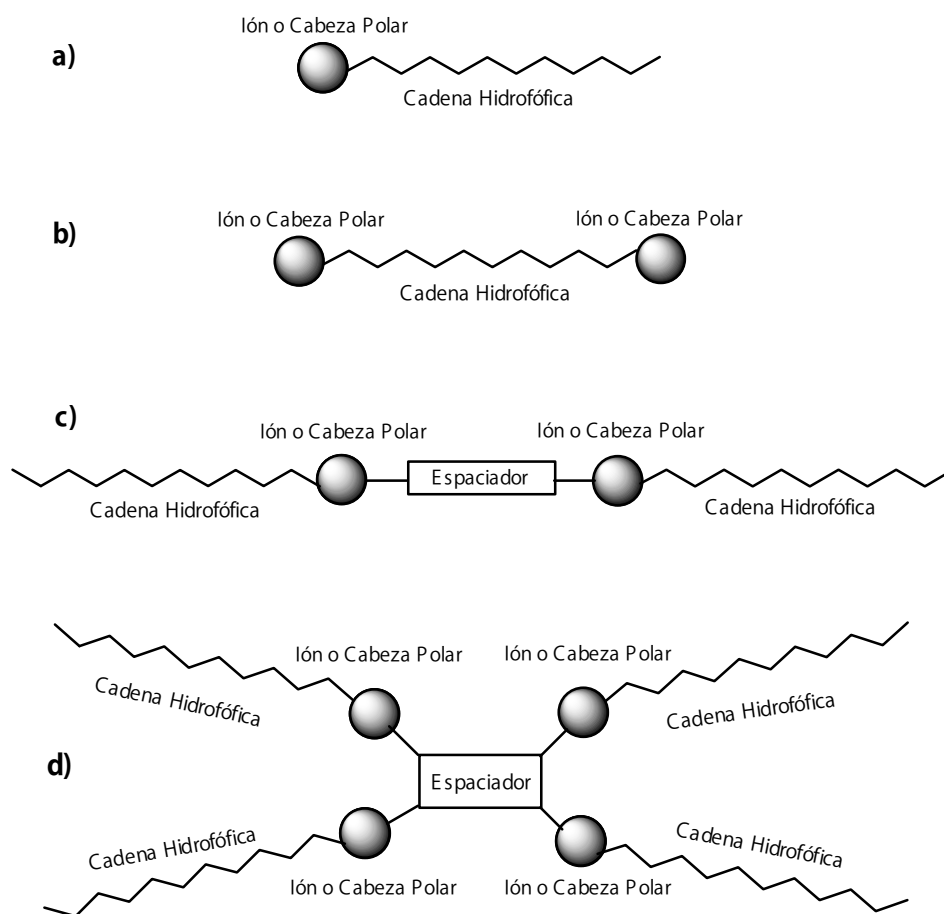 Ión o Cabeza Polar
a)
Cadena Hidrofófica
Ión o Cabeza Polar
Ión o Cabeza Polar
b)
Cadena Hidrofófica
c)
Ión o Cabeza Polar
Ión o Cabeza Polar
Espaciador
Cadena Hidrofófica
Cadena Hidrofófica
Ión o Cabeza Polar
Ión o Cabeza Polar
Cadena Hidrofófica
Cadena Hidrofófica
d)
Espaciador
Cadena Hidrofófica
Cadena Hidrofófica
Ión o Cabeza Polar
Ión o Cabeza Polar